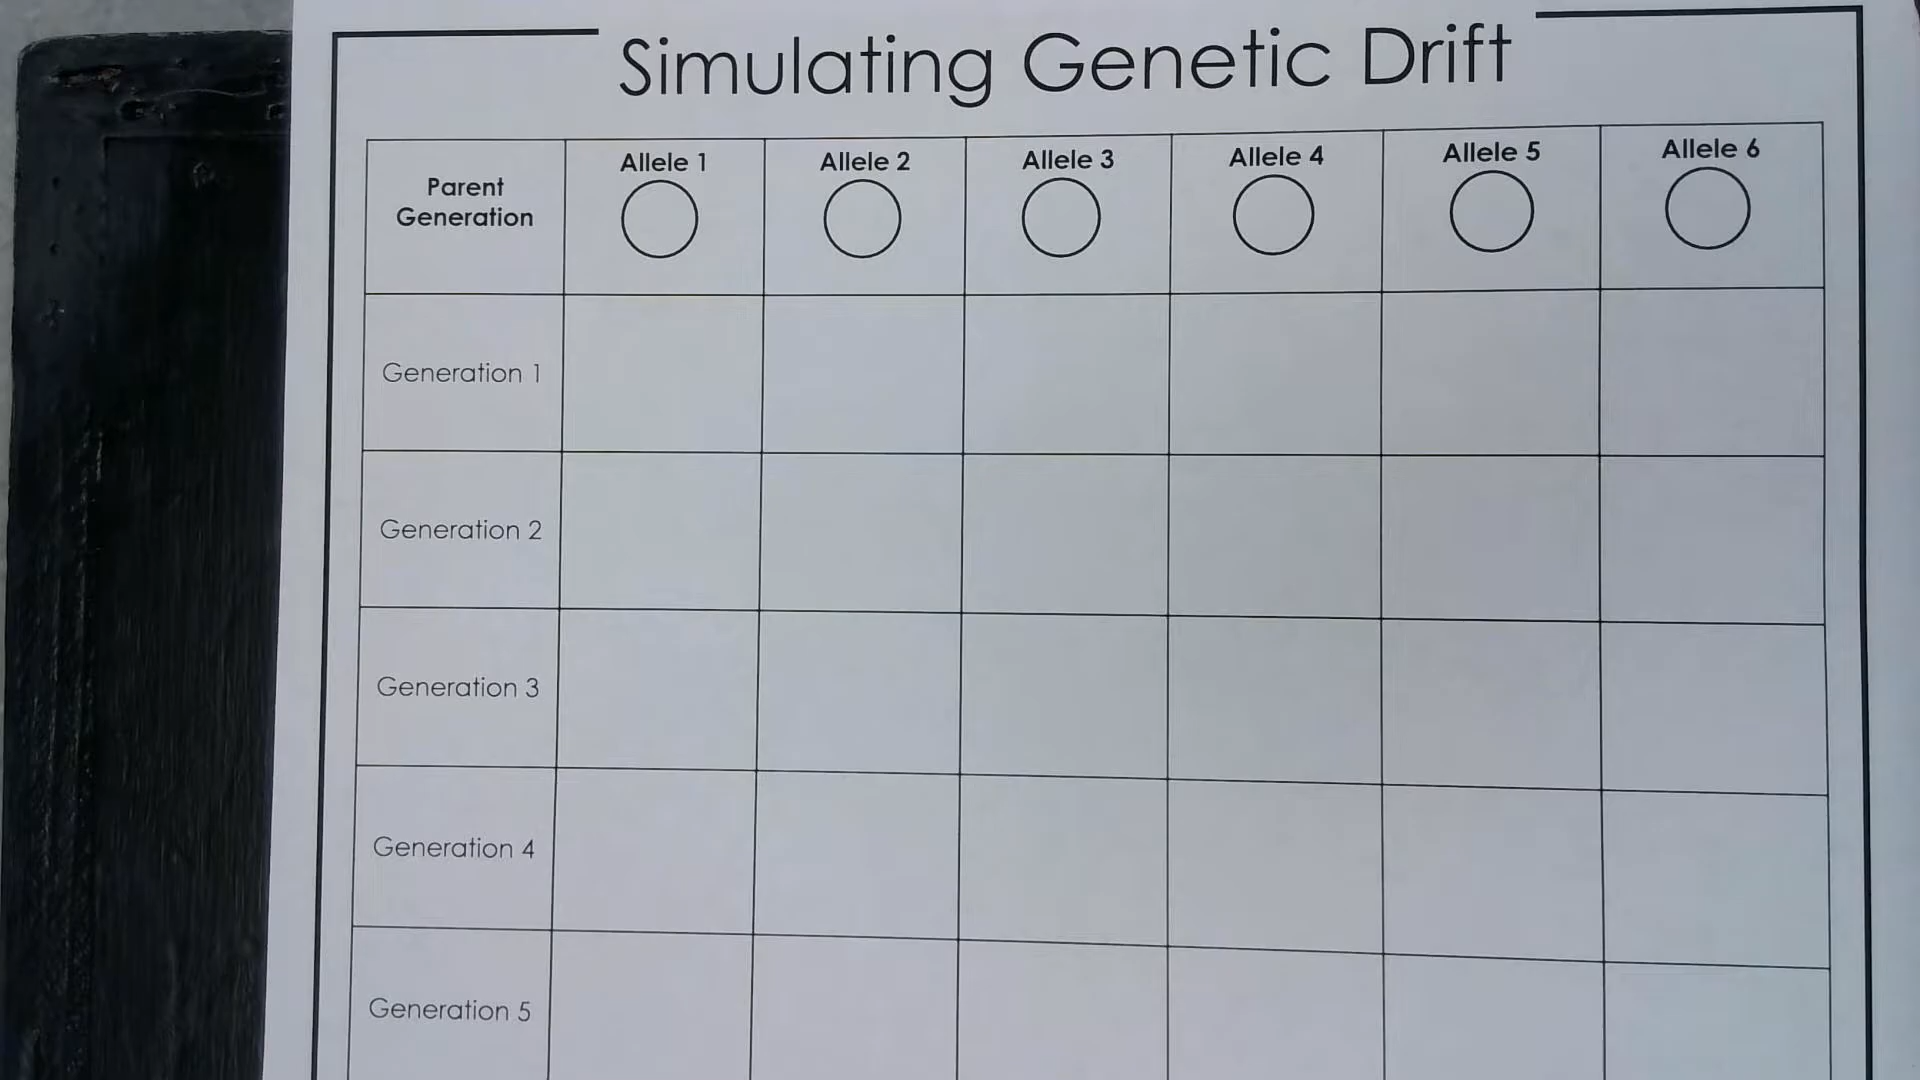 Simulating Genetic Drift
Parent
Generation
Allele 1
Allele 2
Allele 3
Allele 4
Allele 5
Allele 6
Generation 1
Generation 2
Generation 3
Generation 4
Generation 5